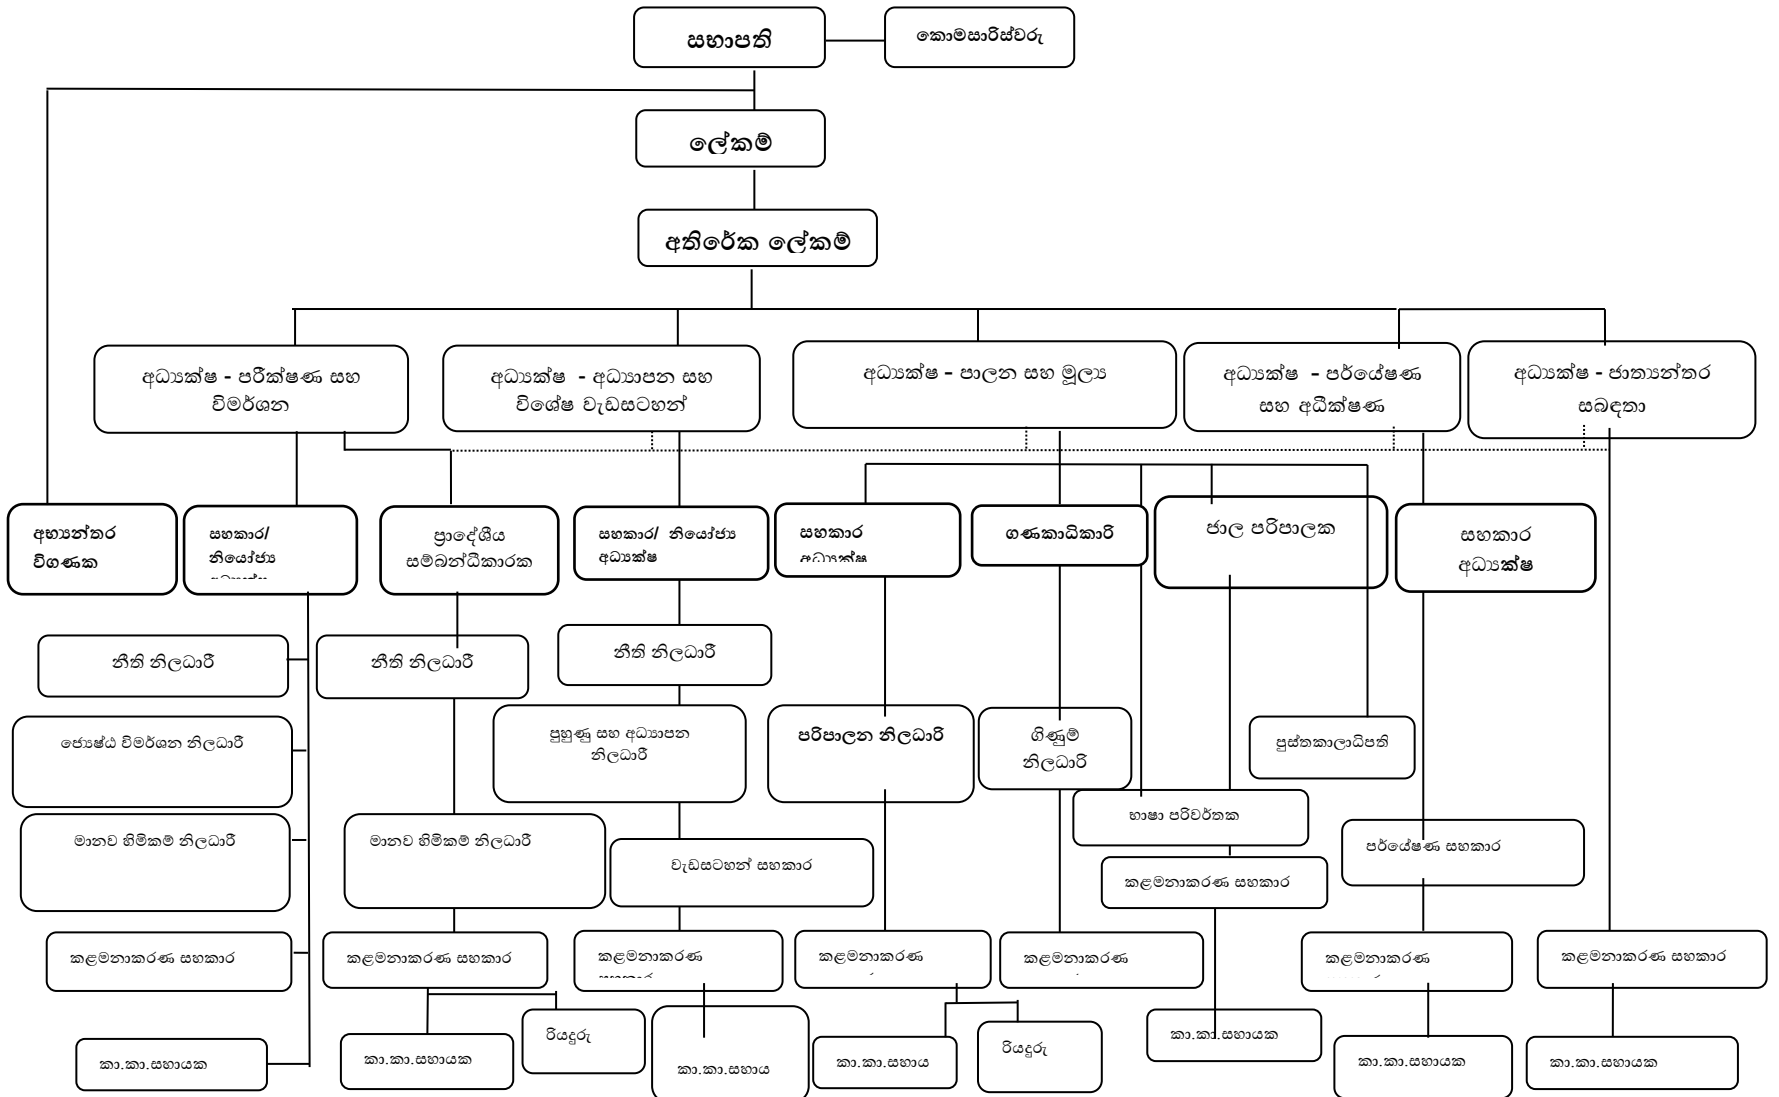 සභාපති
කොමසාරිස්වරු
ලේකම්
අතිරේක ලේකම්
අධ්‍යක්ෂ - පරීක්ෂණ සහ
විමර්ශන
අධ්‍යක්ෂ - අධ්‍යාපන සහ
විශේෂ වැඩසටහන්
අධ්‍යක්ෂ - පාලන සහ මූල්‍ය
අධ්‍යක්ෂ - පර්යේෂණ
සහ අධීක්ෂණ
අධ්‍යක්ෂ - ජාත්‍යන්තර
සබඳතා
අභ්‍යන්තර
විගණක
සහකාර/
නියෝජ්‍ය
ප්‍රාදේශීය
සම්බන්ධීකාරක
සහකාර/ නියෝජ්‍ය
අධ්‍යක්ෂ
සහකාර
අධ්‍යක්ෂ
ගණකාධිකාරි
ජාල පරිපාලක
සහකාර
අධ්‍යක්ෂ
නීති නිලධාරී
නීති නිලධාරී
නීති නිලධාරී
ජ්‍යෙෂ්ඨ විමර්ශන නිලධාරී
පුහුණු සහ අධ්‍යාපන
නිලධාරී
පරිපාලන නිලධාරි
ගිණුම්
නිලධාරි
පුස්තකාලාධිපති
මානව හිමිකම් නිලධාරී
මානව හිමිකම් නිලධාරී
වැඩසටහන් සහකාර
භාෂා පරිවර්තක
පර්යේෂණ සහකාර
කළමනාකරණ සහකාර
කළමනාකරණ සහකාර
කළමනාකරණ සහකාර
කළමනාකරණ
කළමනාකරණ
කළමනාකරණ
කළමනාකරණ
කළමනාකරණ සහකාර
කා.කා.සහායක
කා.කා.සහායක
රියදුරු
කා.කා.සහාය
කා.කා.සහාය
රියදුරු
කා.කා.සහායක
කා.කා.සහායක
කා.කා.සහායක